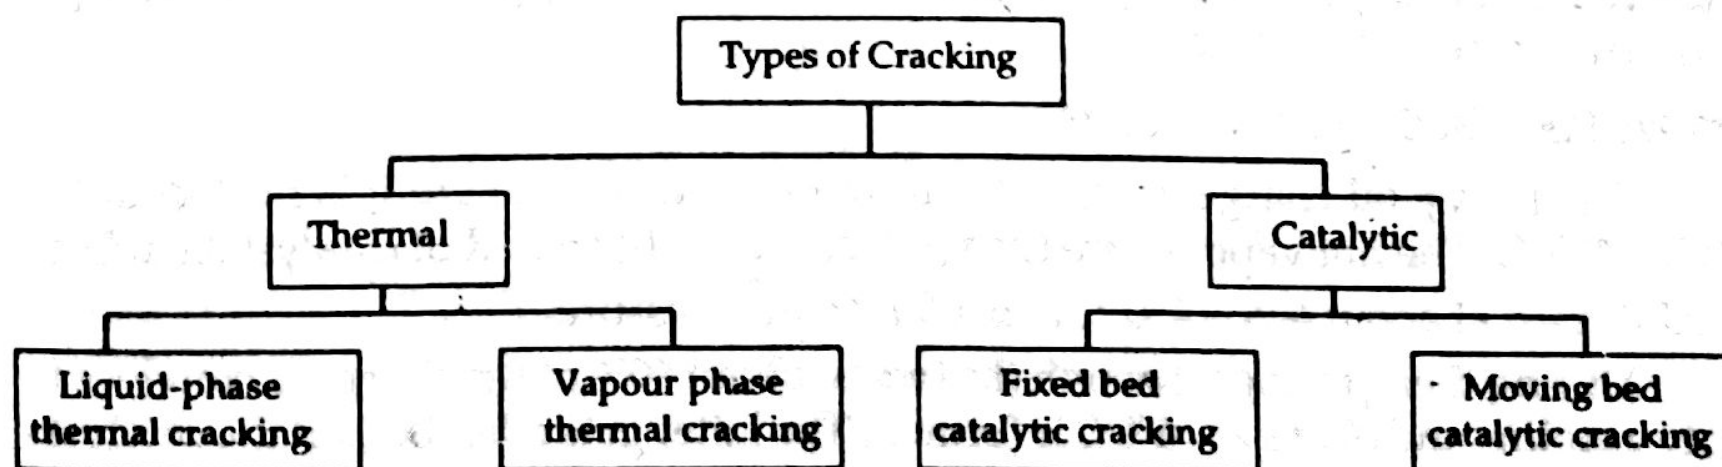 Types of Cracking
Thermal
Catalytic
Liquid-phase
thermal cracking
Vapour phase
thermal cracking
Fixed bed
catalytic cracking
Moving bed
catalytic cracking